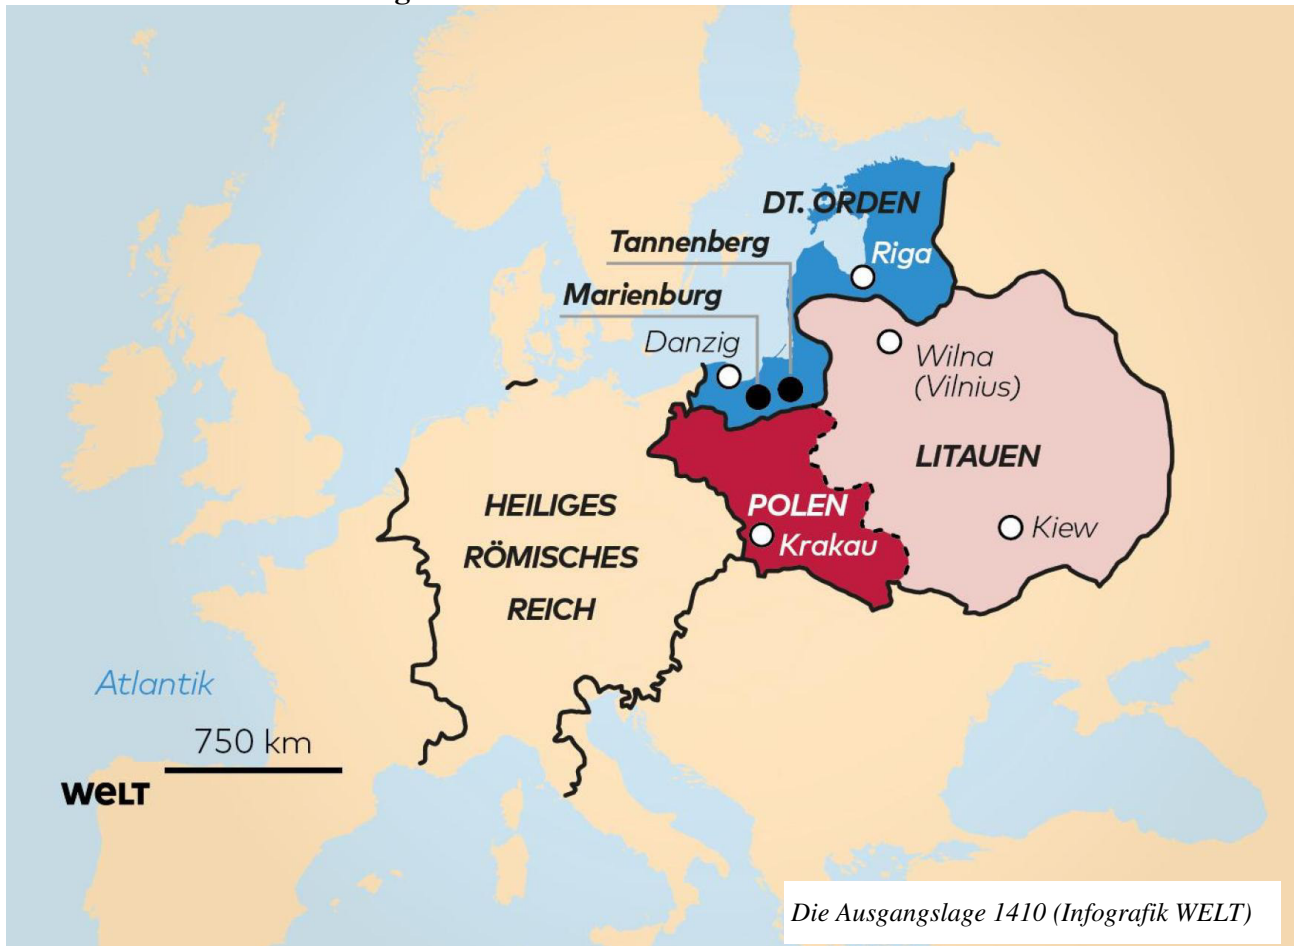 DT. ORDEN
Tannenberg
Riga
Marienburg
Danzig
Wilna
(Vilnius)
LITAUEN
HEILIGES
RÖMISCHES
REICH
POLEN
Krakau
Kiew
Atlantik
750 km
WELT
Die Ausgangslage 1410 (Infografik WELT)